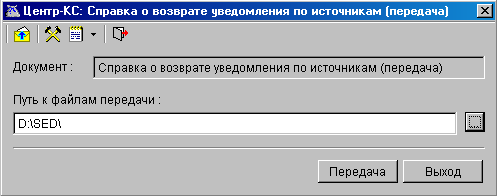 Центр-КС: Справка о возврате уведомления по источникам (передача)
Документ : Справка о возврате уведомления по источникам (передача)
Путь к файлам передачи :
D:\SED\
...
Передача Выход